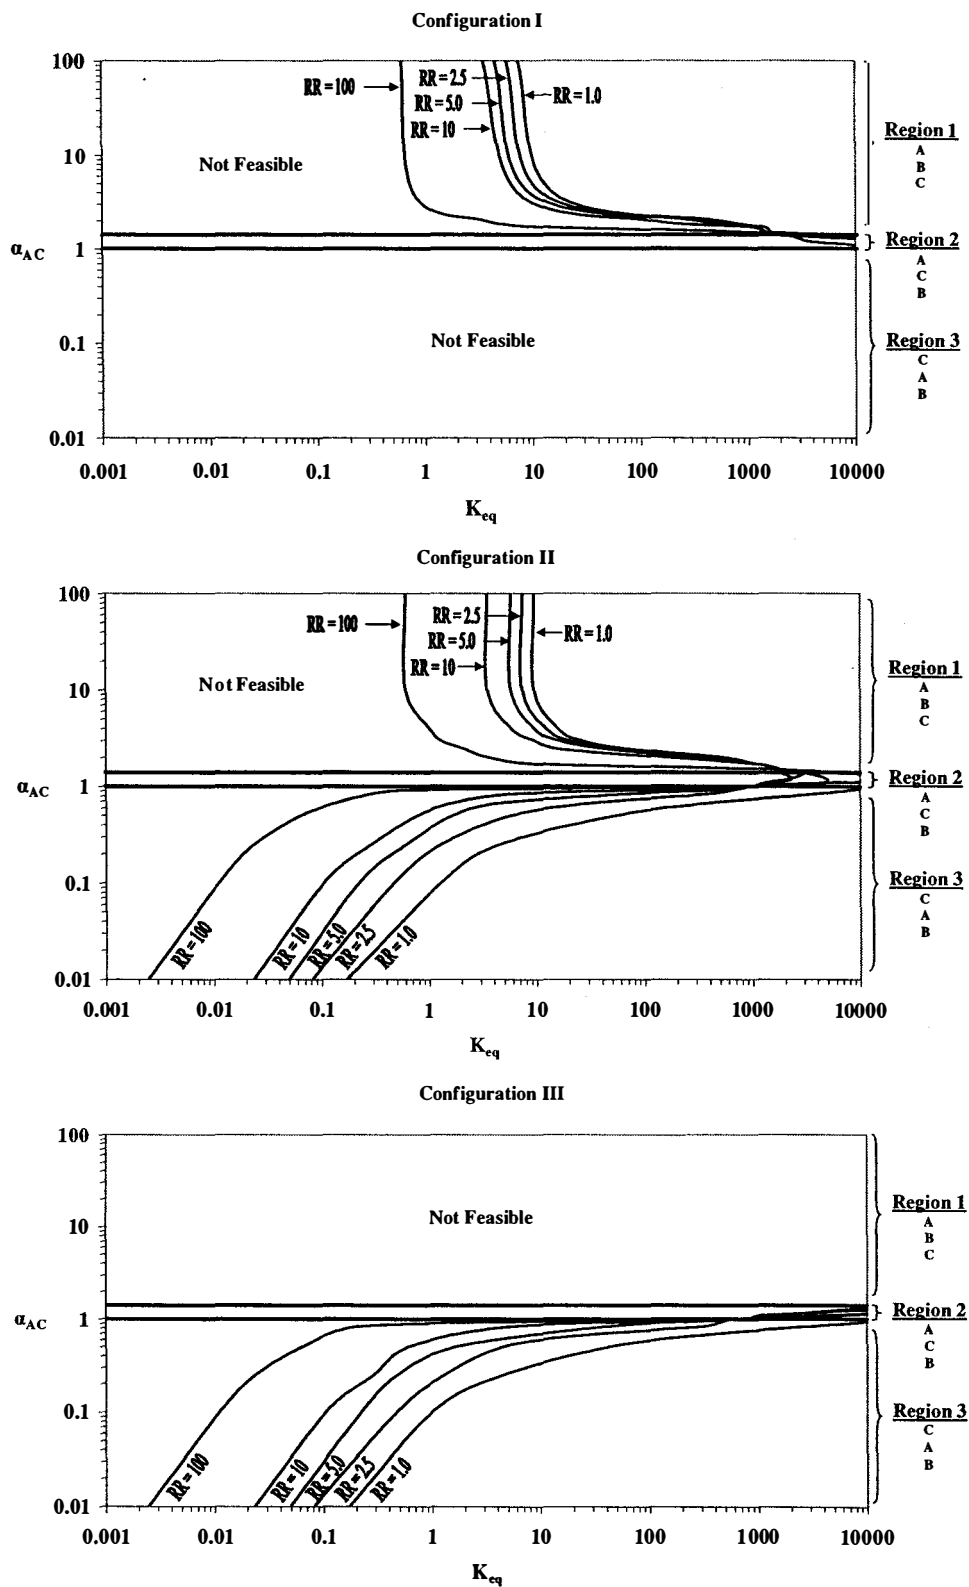 Configuration I
100
10
α_AC
1
0.1
0.01
RR = 100
RR = 2.5
RR = 5.0
RR = 10
RR = 1.0
Not Feasible
Not Feasible
Region 1
A
B
C
Region 2
A
C
B
Region 3
C
A
B
0.001 0.01 0.1 1 10 100 1000 10000
K_eq
Configuration II
100
10
α_AC
1
0.1
0.01
RR = 100
RR = 2.5
RR = 5.0
RR = 10
RR = 1.0
Not Feasible
RR = 100
RR = 10
RR = 5.0
RR = 2.5
RR = 1.0
Region 1
A
B
C
Region 2
A
C
B
Region 3
C
A
B
0.001 0.01 0.1 1 10 100 1000 10000
K_eq
Configuration III
100
10
α_AC
1
0.1
0.01
Not Feasible
RR = 100
RR = 10
RR = 5.0
RR = 2.5
RR = 1.0
Region 1
A
B
C
Region 2
A
C
B
Region 3
C
A
B
0.001 0.01 0.1 1 10 100 1000 10000
K_eq